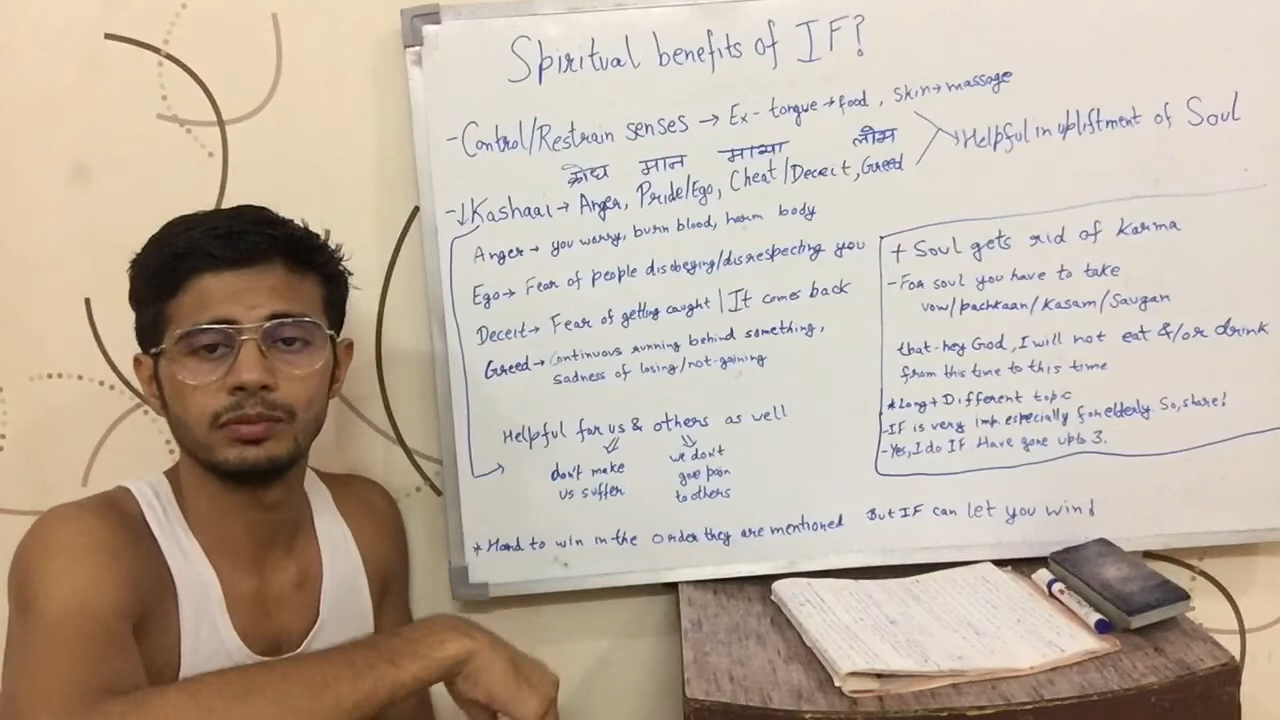 Spiritual benefits of IF?
- Control/Restrain senses → Ex- tongue → food, skin → massage
→ Helpful in upliftment of Soul
क्रोध मान माया लोभ
- ↓ Kashaai → Anger, Pride/Ego, Cheat/Deceit, Greed
Anger → you worry, burn blood, harm body
Ego → Fear of people disobeying/disrespecting you
Deceit → Fear of getting caught | It comes back
Greed → Continuous running behind something,
sadness of losing/not-gaining
Helpful for us & others as well
don't make
us suffer
we don't
give pain
to others
* Hard to win in the order they are mentioned But IF can let you win!
+ Soul gets rid of Karma
- For soul you have to take
vow/pachkaan/Kasam/Saugan
that- hey God, I will not eat &/or drink
from this time to this time
* Long + Different topic
- IF is very imp especially for elderly. So, share!
- Yes, I do IF Have gone upto 3.